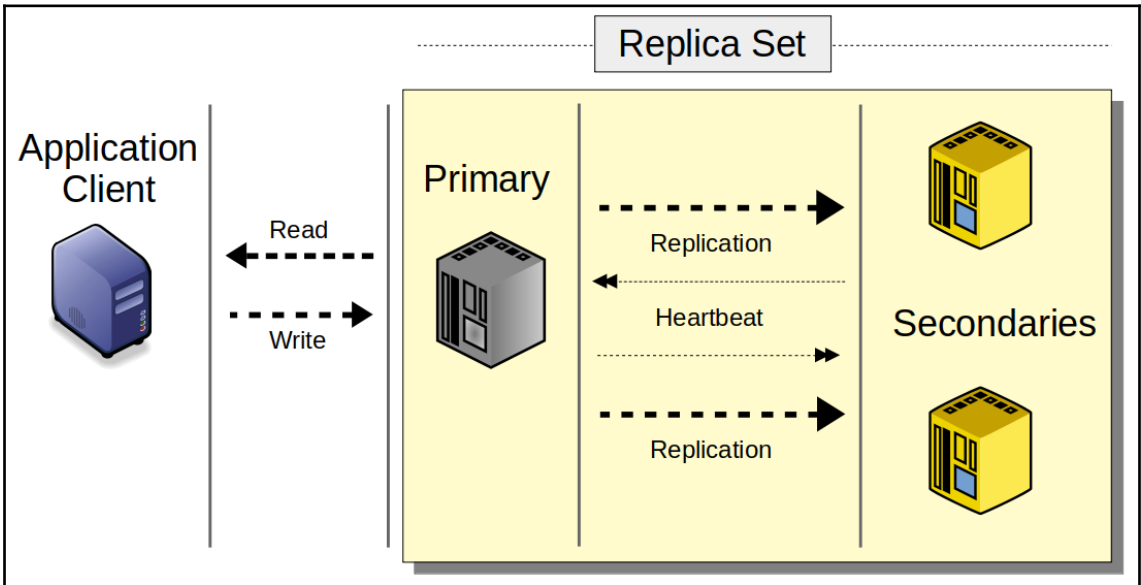 Replica Set
Application
Client
Primary
Read
Write
Replication
Heartbeat
Replication
Secondaries